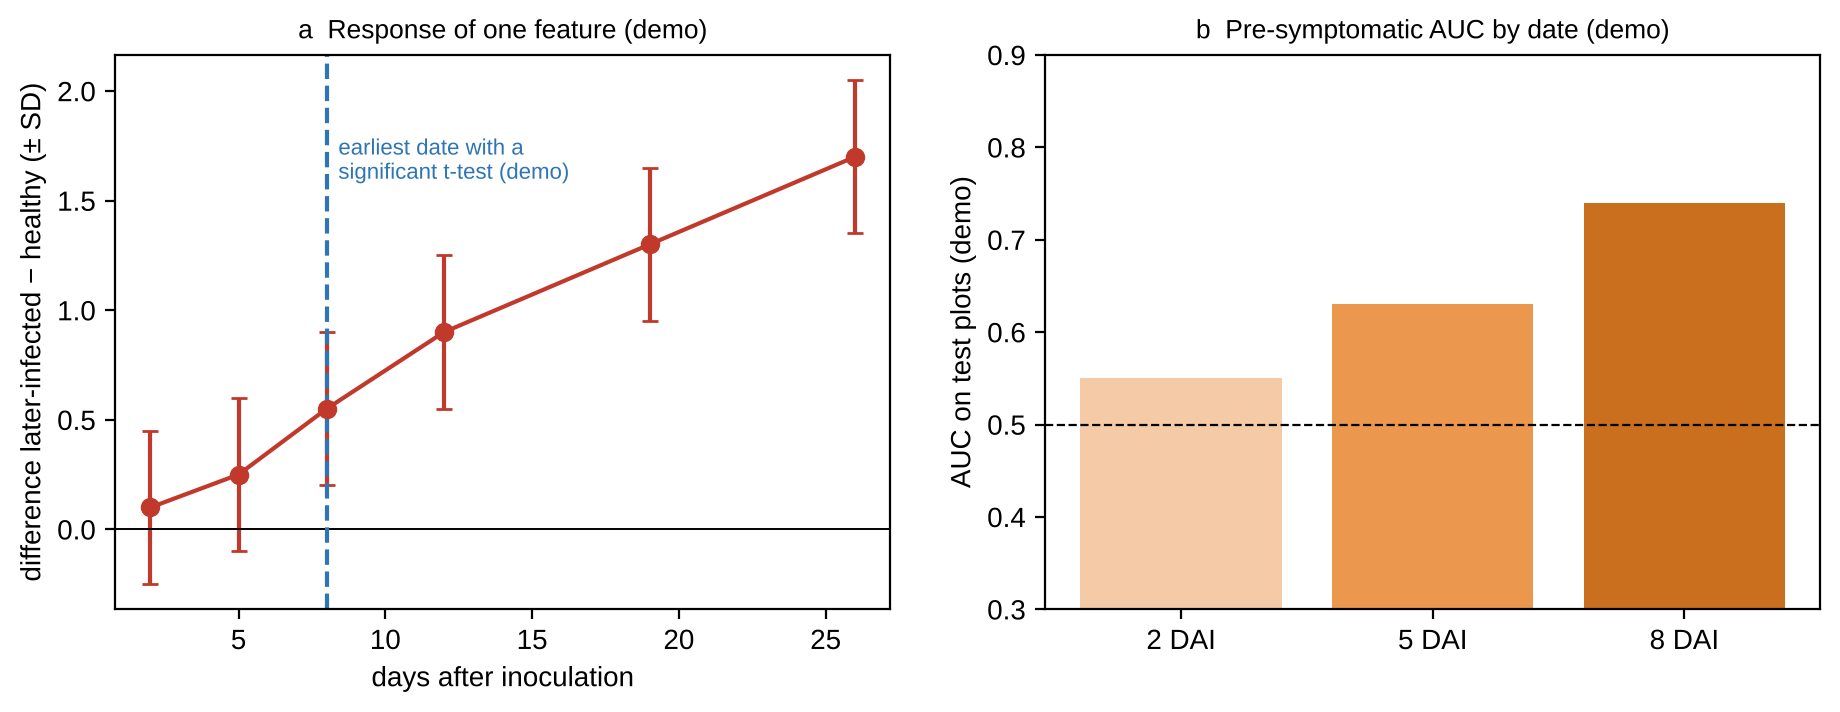 a  Response of one feature (demo)
difference later-infected − healthy (± SD)
2.0
1.5
1.0
0.5
0.0
earliest date with a
significant t-test (demo)
5
10
15
20
25
days after inoculation
b  Pre-symptomatic AUC by date (demo)
AUC on test plots (demo)
0.9
0.8
0.7
0.6
0.5
0.4
0.3
2 DAI
5 DAI
8 DAI